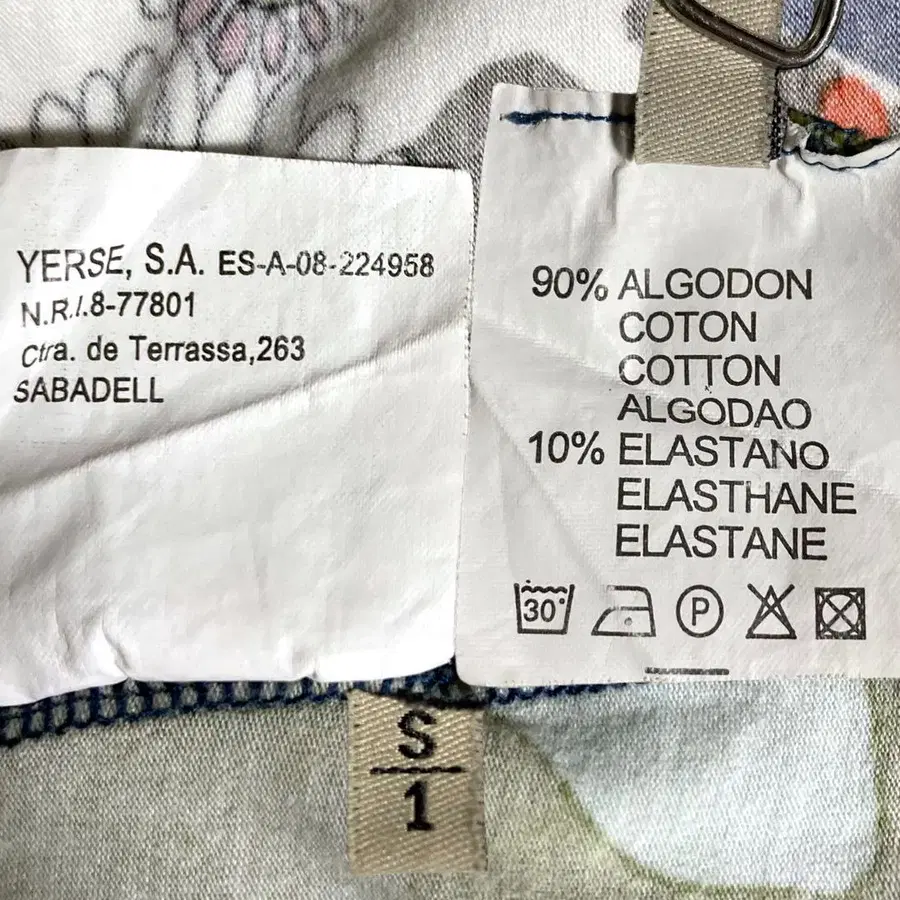 YERSE, S.A. ES-A-08-224958
N.R.I.8-77801
Ctra. de Terrassa,263
SABADELL
90% ALGODON
COTON
COTTON
ALGODAO
10% ELASTANO
ELASTHANE
ELASTANE
30° P
S
1